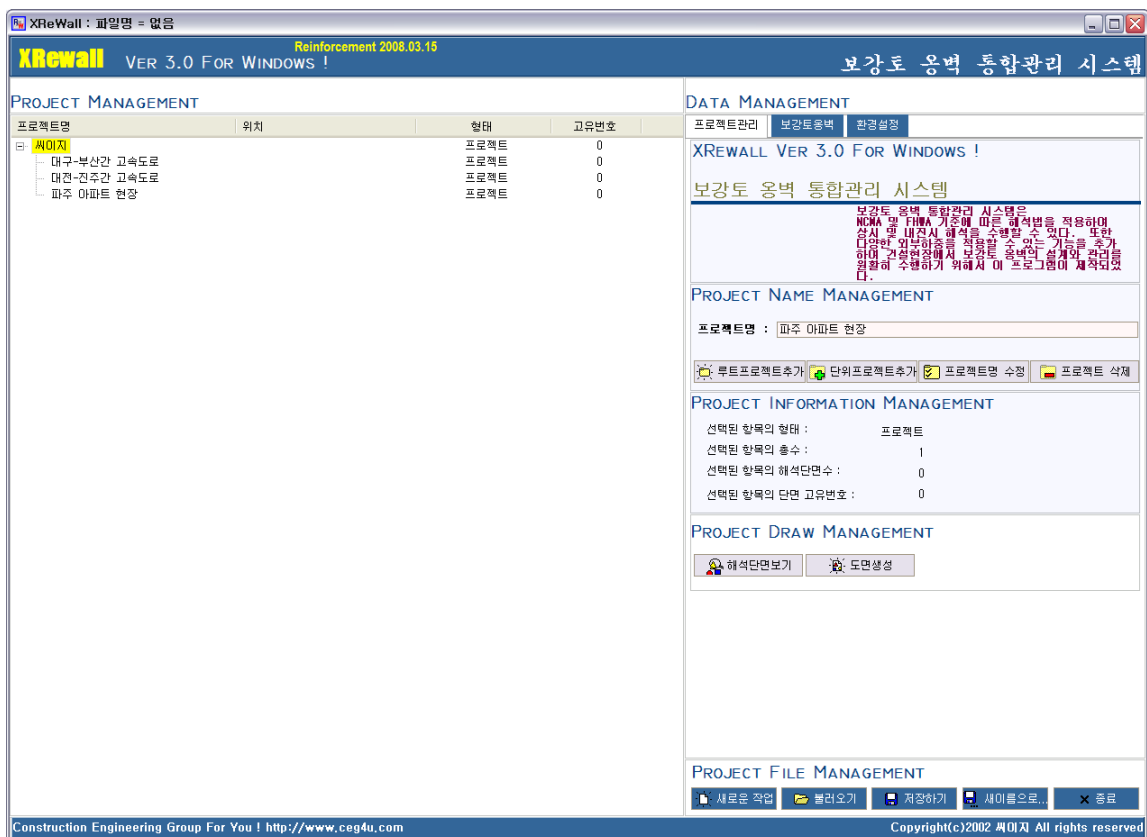 XReWall : 파일명 = 없음
XRewall VER 3.0 FOR WINDOWS !
Reinforcement 2008.03.15
보강토 옹벽 통합관리 시스템
PROJECT MANAGEMENT
프로젝트명 위치 형태 고유번호
씨이지 프로젝트 0
대구-부산간 고속도로 프로젝트 0
대전-진주간 고속도로 프로젝트 0
파주 아파트 현장 프로젝트 0
DATA MANAGEMENT
프로젝트관리 보강토옹벽 환경설정
XREWALL VER 3.0 FOR WINDOWS !
보강토 옹벽 통합관리 시스템
보강토 옹벽 통합관리 시스템은
NCMA 및 FHWA 기준에 따른 해석법을 적용하며
상시 및 내진시 해석을 수행할 수 있다. 또한
다양한 외부하중을 적용할 수 있는 기능을 추가
하며 건설현장에서 보강토 옹벽의 설계와 관리를
원활히 수행하기 위해서 이 프로그램이 제작되었
다.
PROJECT NAME MANAGEMENT
프로젝트명 : 파주 아파트 현장
루트프로젝트추가 단위프로젝트추가 프로젝트명 수정 프로젝트 삭제
PROJECT INFORMATION MANAGEMENT
선택된 항목의 형태 : 프로젝트
선택된 항목의 총수 : 1
선택된 항목의 해석단면수 : 0
선택된 항목의 단면 고유번호 : 0
PROJECT DRAW MANAGEMENT
해석단면보기 도면생성
PROJECT FILE MANAGEMENT
새로운 작업 불러오기 저장하기 새이름으로... 종료
Construction Engineering Group For You ! http://www.ceg4u.com
Copyright(c)2002 씨이지 All rights reserved